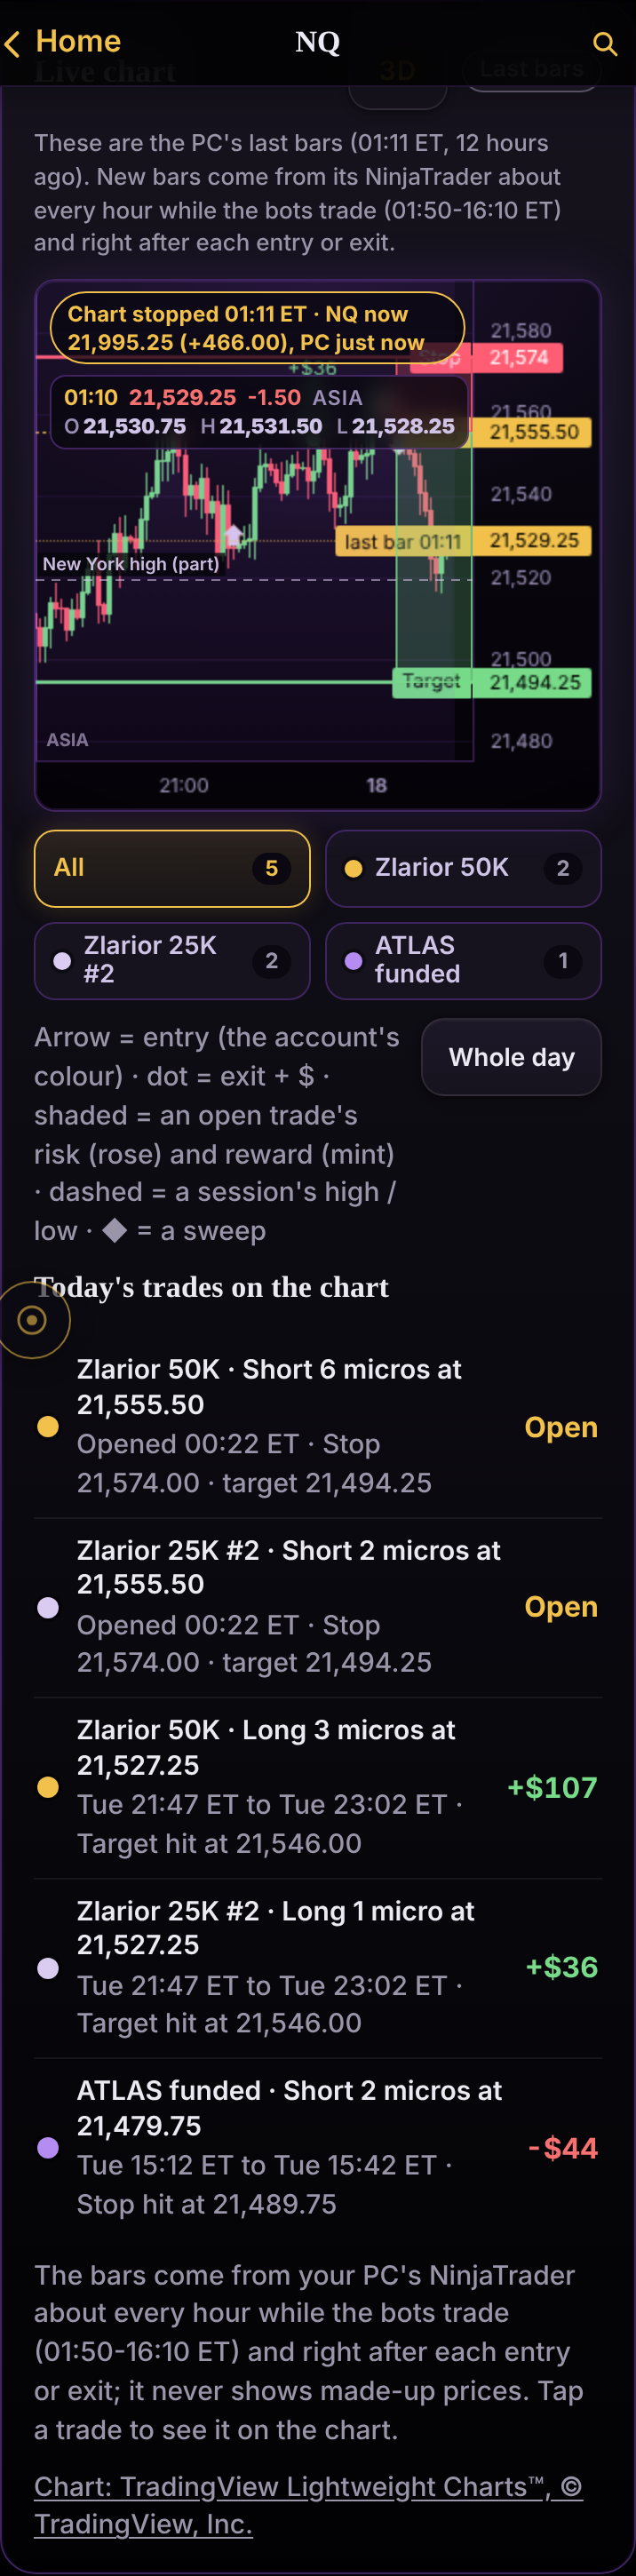 Home
NQ
Live chart
3D
Last bars
These are the PC's last bars (01:11 ET, 12 hours
ago). New bars come from its NinjaTrader about
every hour while the bots trade (01:50-16:10 ET)
and right after each entry or exit.
Chart stopped 01:11 ET · NQ now
21,995.25 (+466.00), PC just now
21,580
Stop
21,574
+$36
01:10 21,529.25 -1.50 ASIA
O 21,530.75 H 21,531.50 L 21,528.25
21,560
21,555.50
21,540
last bar 01:11
21,529.25
New York high (part)
21,520
21,500
Target
21,494.25
ASIA
21,480
21:00
18
All
5
Zlarior 50K
2
Zlarior 25K
#2
2
ATLAS
funded
1
Arrow = entry (the account's
colour) · dot = exit + $ ·
shaded = an open trade's
risk (rose) and reward (mint)
· dashed = a session's high /
low · ◆ = a sweep
Whole day
Today's trades on the chart
Zlarior 50K · Short 6 micros at
21,555.50
Opened 00:22 ET · Stop
21,574.00 · target 21,494.25
Open
Zlarior 25K #2 · Short 2 micros at
21,555.50
Opened 00:22 ET · Stop
21,574.00 · target 21,494.25
Open
Zlarior 50K · Long 3 micros at
21,527.25
Tue 21:47 ET to Tue 23:02 ET ·
Target hit at 21,546.00
+$107
Zlarior 25K #2 · Long 1 micro at
21,527.25
Tue 21:47 ET to Tue 23:02 ET ·
Target hit at 21,546.00
+$36
ATLAS funded · Short 2 micros at
21,479.75
Tue 15:12 ET to Tue 15:42 ET ·
Stop hit at 21,489.75
-$44
The bars come from your PC's NinjaTrader
about every hour while the bots trade
(01:50-16:10 ET) and right after each entry
or exit; it never shows made-up prices. Tap
a trade to see it on the chart.
Chart: TradingView Lightweight Charts™, ©
TradingView, Inc.